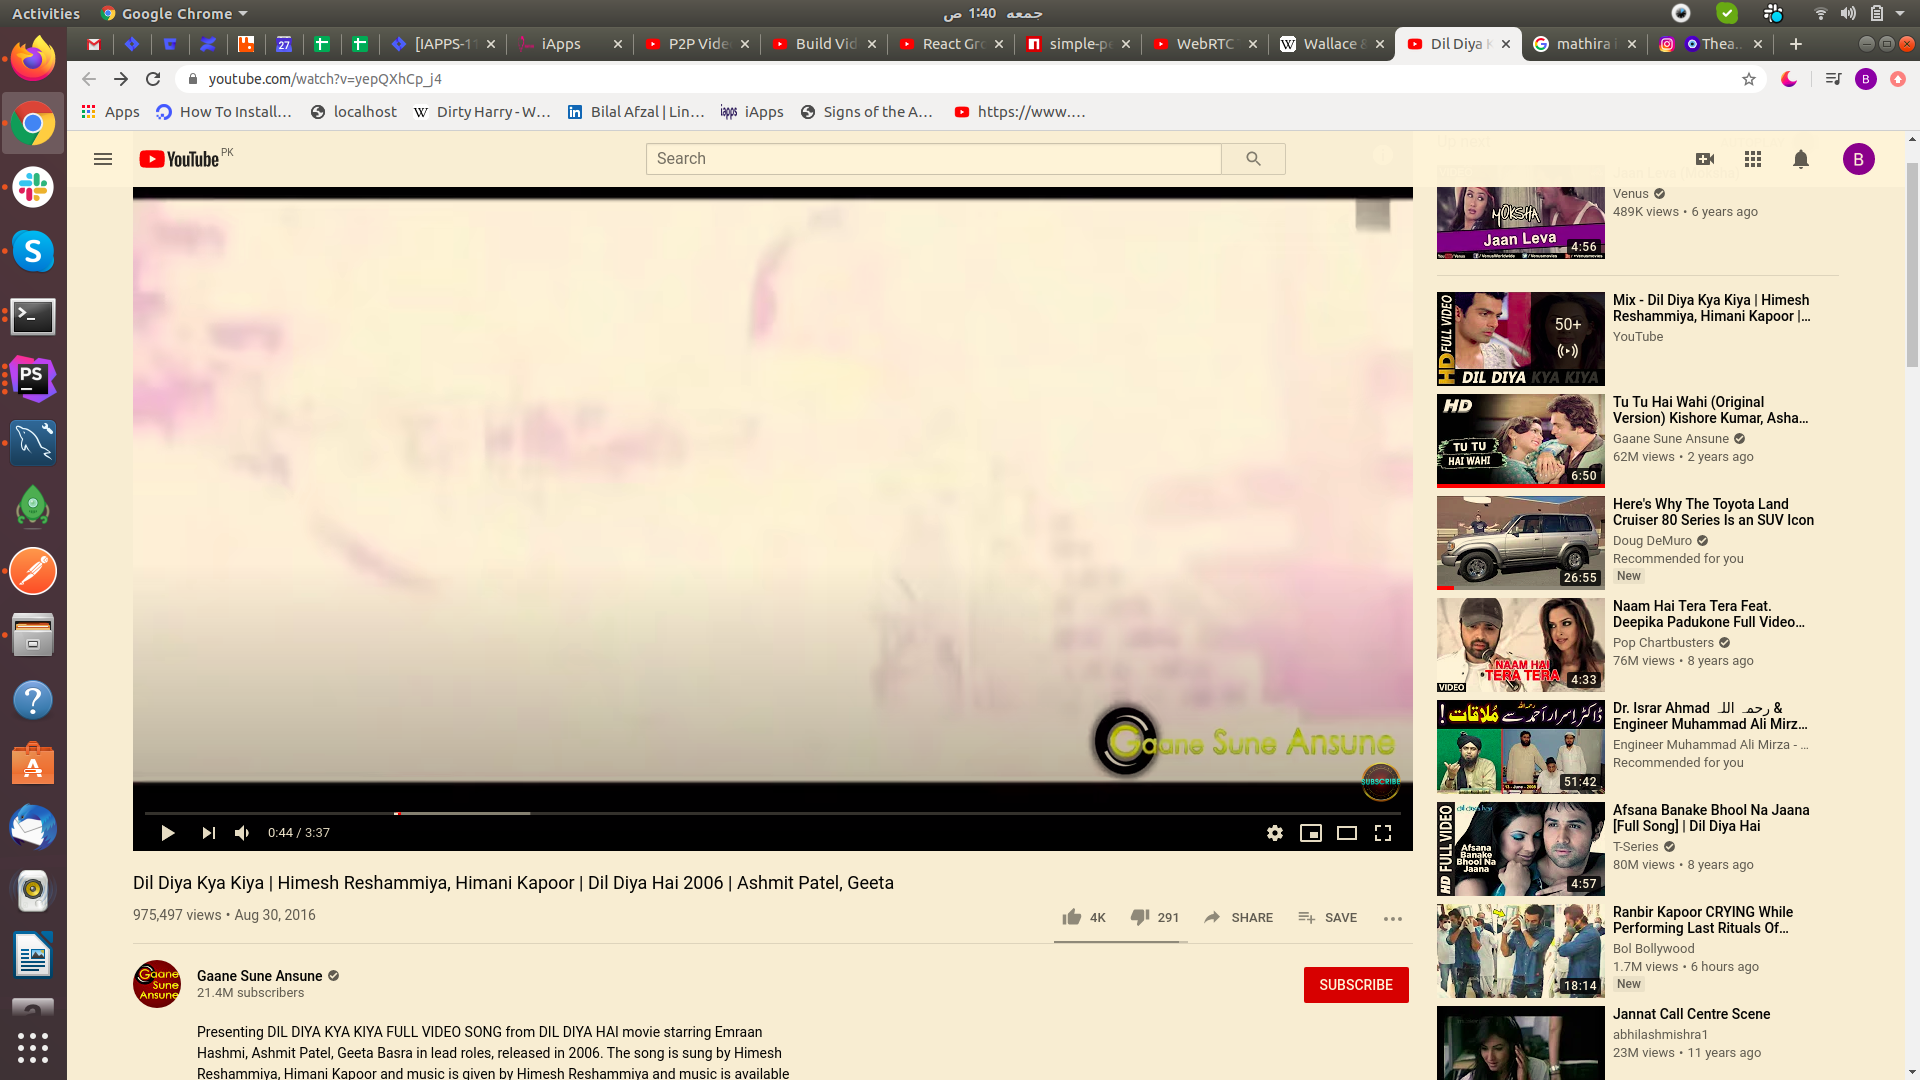 Activities
Google Chrome
جمعه 1:40 ص
[IAPPS-1
iApps
P2P Vide
Build Vid
React Gr
simple-pe
WebRTC
Wallace &
Dil Diya K
mathira i
Thea...
youtube.com/watch?v=yepQXhCp_j4
B
Apps
How To Install...
localhost
Dirty Harry - W...
Bilal Afzal | Lin...
iApps
Signs of the A...
https://www....
YouTube PK
Search
B
MOKSHA
Jaan Leva
4:56
Venus
489K views • 6 years ago
HD FULL VIDEO
50+
DIL DIYA KYA KIYA
Mix - Dil Diya Kya Kiya | Himesh
Reshammiya, Himani Kapoor |...
YouTube
HD
TU TU
HAI WAHI
6:50
Tu Tu Hai Wahi (Original
Version) Kishore Kumar, Asha...
Gaane Sune Ansune
62M views • 2 years ago
26:55
Here's Why The Toyota Land
Cruiser 80 Series Is an SUV Icon
Doug DeMuro
Recommended for you
New
NAAM HAI
TERA TERA
VIDEO
4:33
Naam Hai Tera Tera Feat.
Deepika Padukone Full Video...
Pop Chartbusters
76M views • 8 years ago
ڈاکٹر اسرار احمد سے مُلاقات !
51:42
Dr. Israr Ahmad رحمہ اللہ &
Engineer Muhammad Ali Mirz...
Engineer Muhammad Ali Mirza - ...
Recommended for you
HD FULL VIDEO
Afsana
Banake Bhool Na
Jaana
4:57
Afsana Banake Bhool Na Jaana
[Full Song] | Dil Diya Hai
T-Series
80M views • 8 years ago
18:14
Ranbir Kapoor CRYING While
Performing Last Rituals Of...
Bol Bollywood
1.7M views • 6 hours ago
New
Jannat Call Centre Scene
abhilashmishra1
23M views • 11 years ago
Gaane Sune Ansune
SUBSCRIBE
0:44 / 3:37
Dil Diya Kya Kiya | Himesh Reshammiya, Himani Kapoor | Dil Diya Hai 2006 | Ashmit Patel, Geeta
975,497 views • Aug 30, 2016
4K
291
SHARE
SAVE
Gaane
Sune
Ansune
Gaane Sune Ansune
21.4M subscribers
SUBSCRIBE
Presenting DIL DIYA KYA KIYA FULL VIDEO SONG from DIL DIYA HAI movie starring Emraan
Hashmi, Ashmit Patel, Geeta Basra in lead roles, released in 2006. The song is sung by Himesh
Reshammiya, Himani Kapoor and music is given by Himesh Reshammiya and music is available